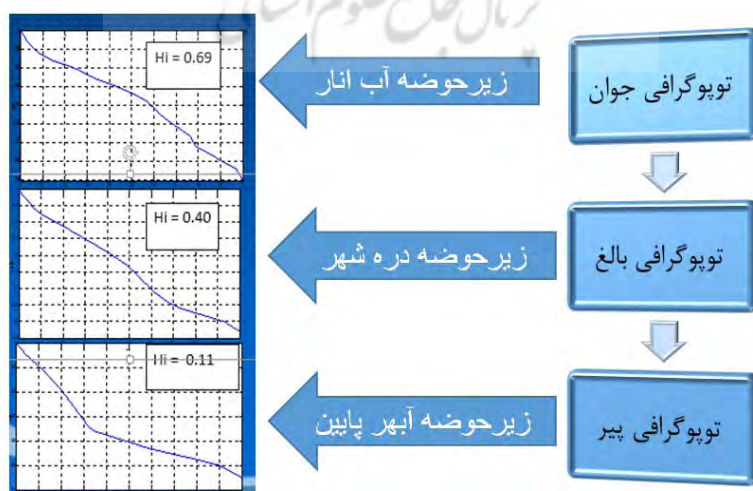 Hi = 0.69
زیرحوضه آب انار
توپوگرافی جوان
Hi = 0.40
زیرحوضه دره شهر
توپوگرافی بالغ
Hi = 0.11
زیرحوضه آبهر پایین
توپوگرافی پیر